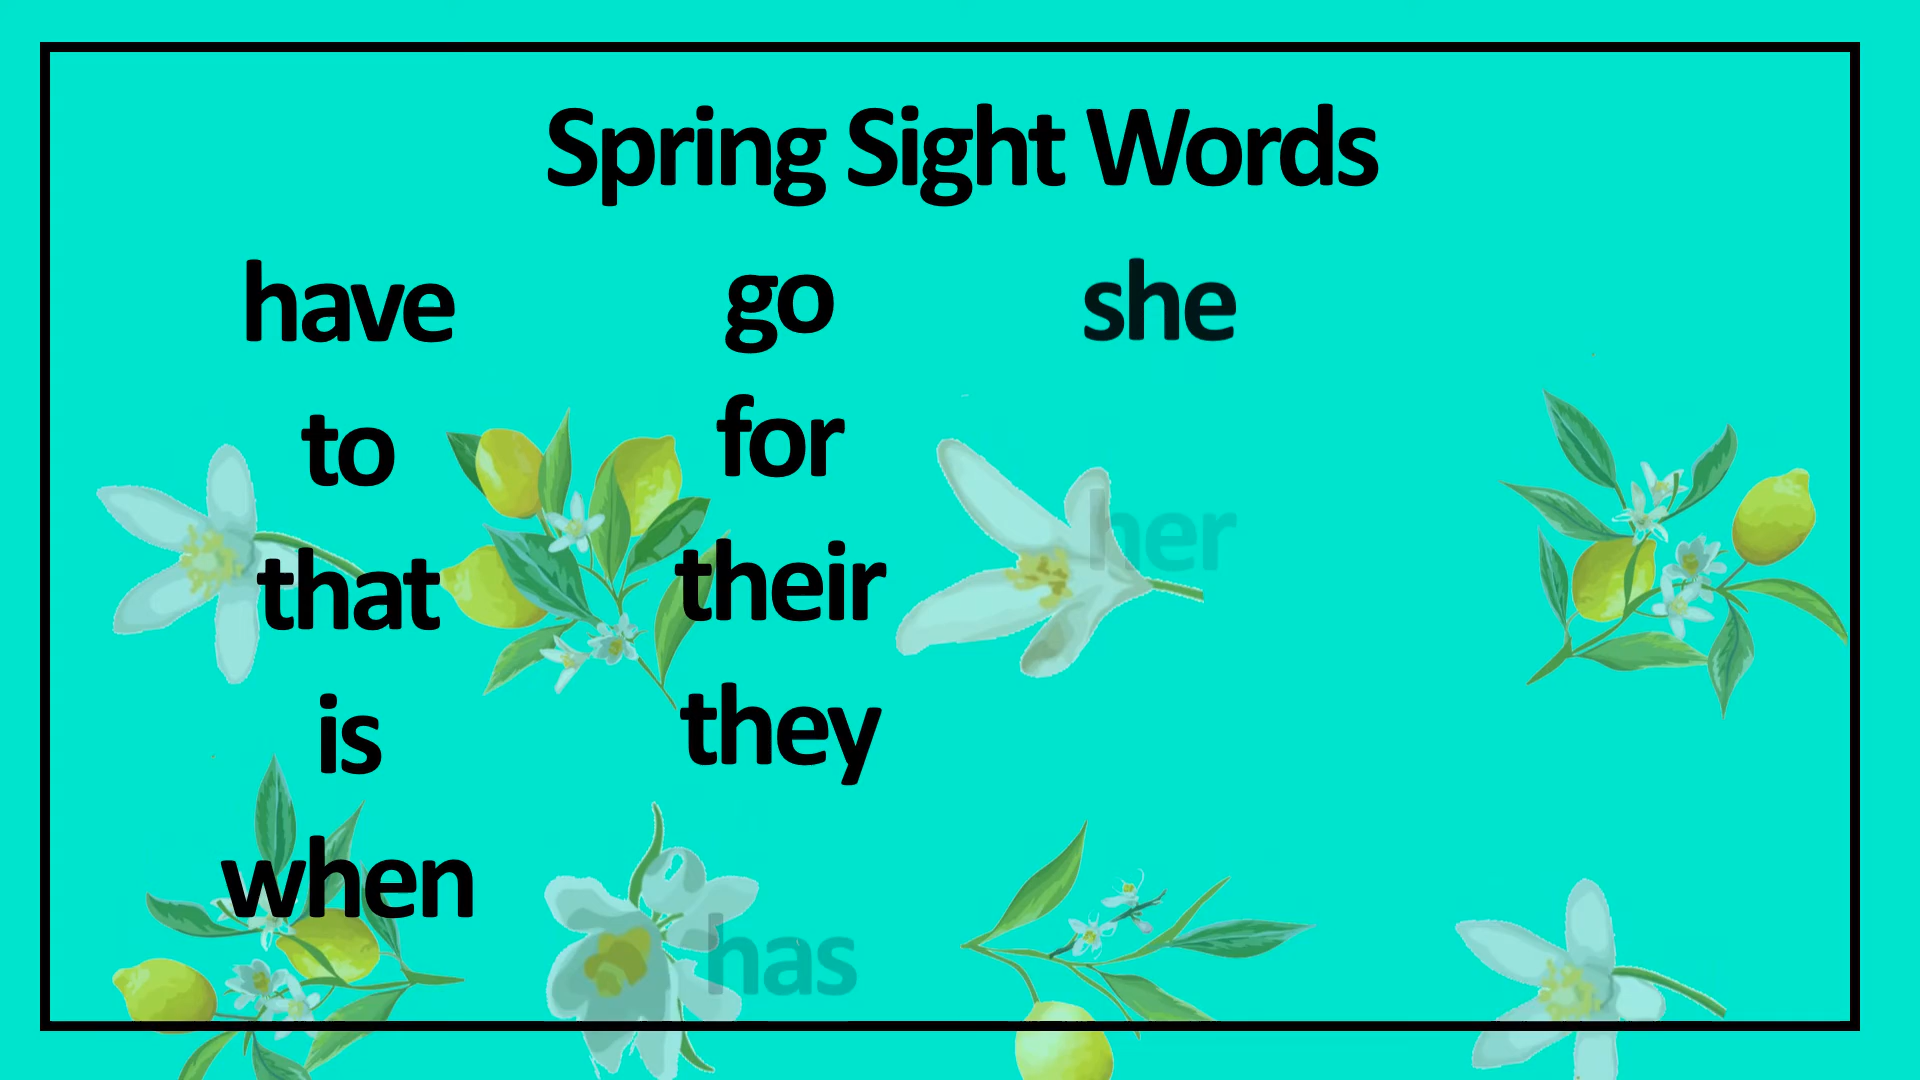 Spring Sight Words
have
to
that
is
when
go
for
their
they
has
she
her